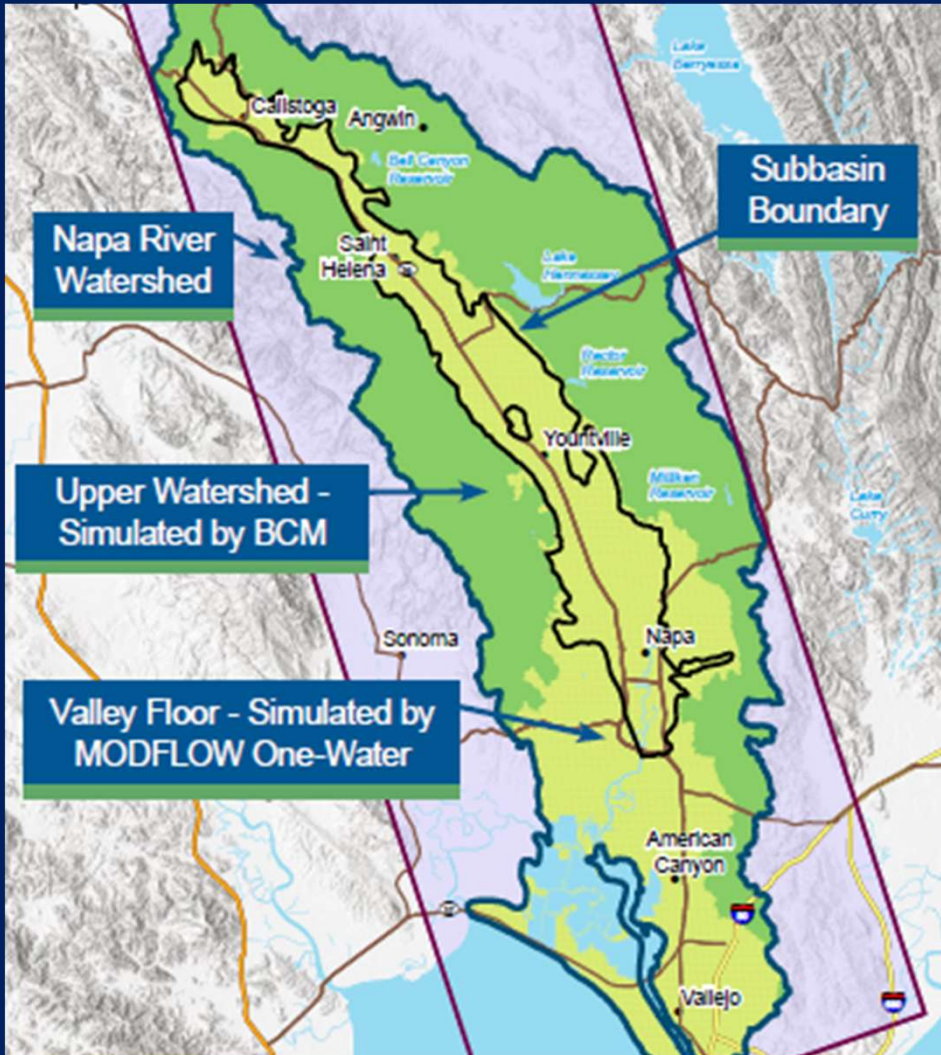 Lake
Berryessa
Calistoga
Angwin
Bell Canyon
Reservoir
Subbasin
Boundary
Napa River
Watershed
Saint
Helena
Lake
Hennessey
Rector
Reservoir
Yountville
Upper Watershed -
Simulated by BCM
Milliken
Reservoir
Lake
Curry
Sonoma
Napa
Valley Floor - Simulated by
MODFLOW One-Water
American
Canyon
Vallejo